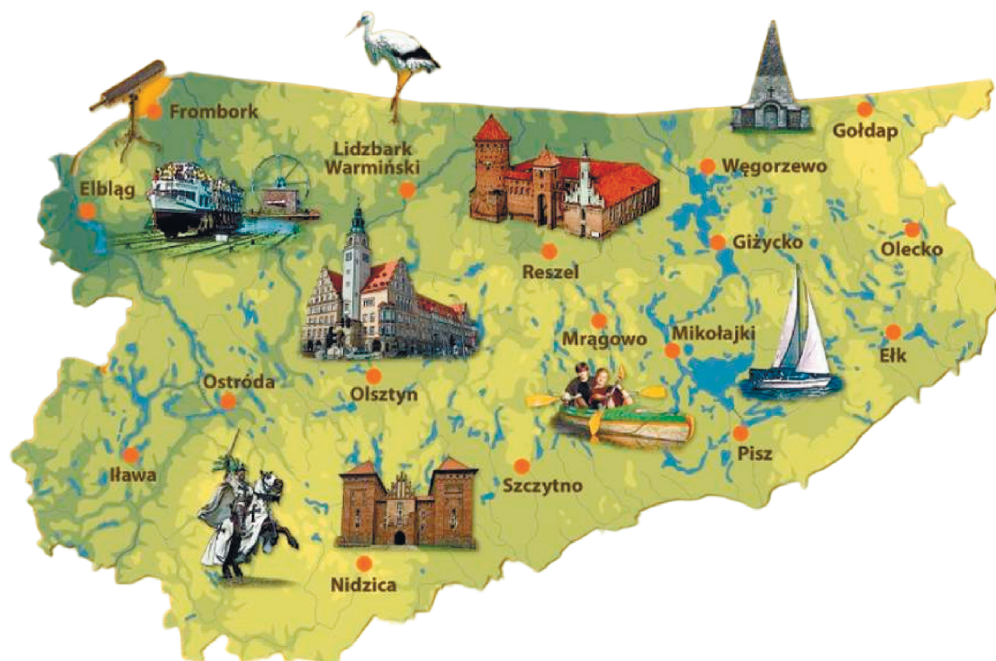 Frombork
Gołdap
Lidzbark
Warmiński
Węgorzewo
Elbląg
Giżycko
Olecko
Reszel
Mrągowo
Mikołajki
Ełk
Ostróda
Olsztyn
Pisz
Iława
Szczytno
Nidzica